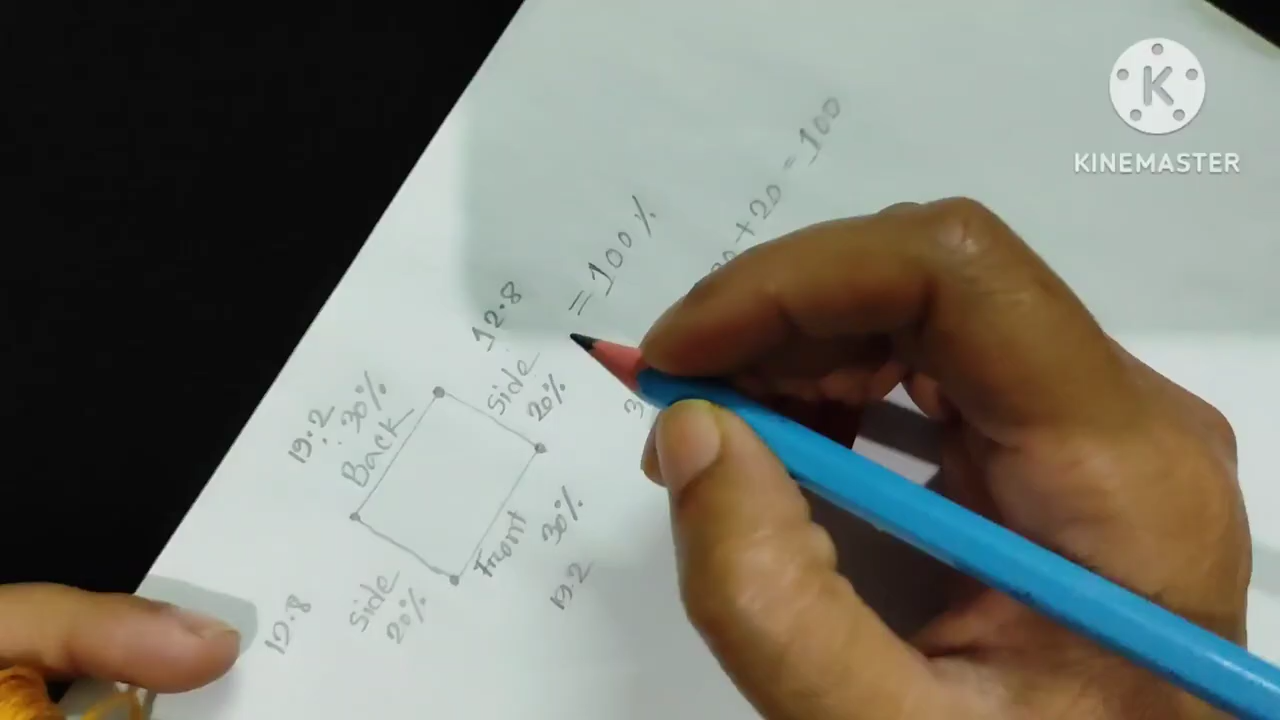 KINEMASTER
= 100%
+ 20 = 100
12.8
side
20%
19.2
30%
Back
Front
30%
19.2
side
20%
12.8